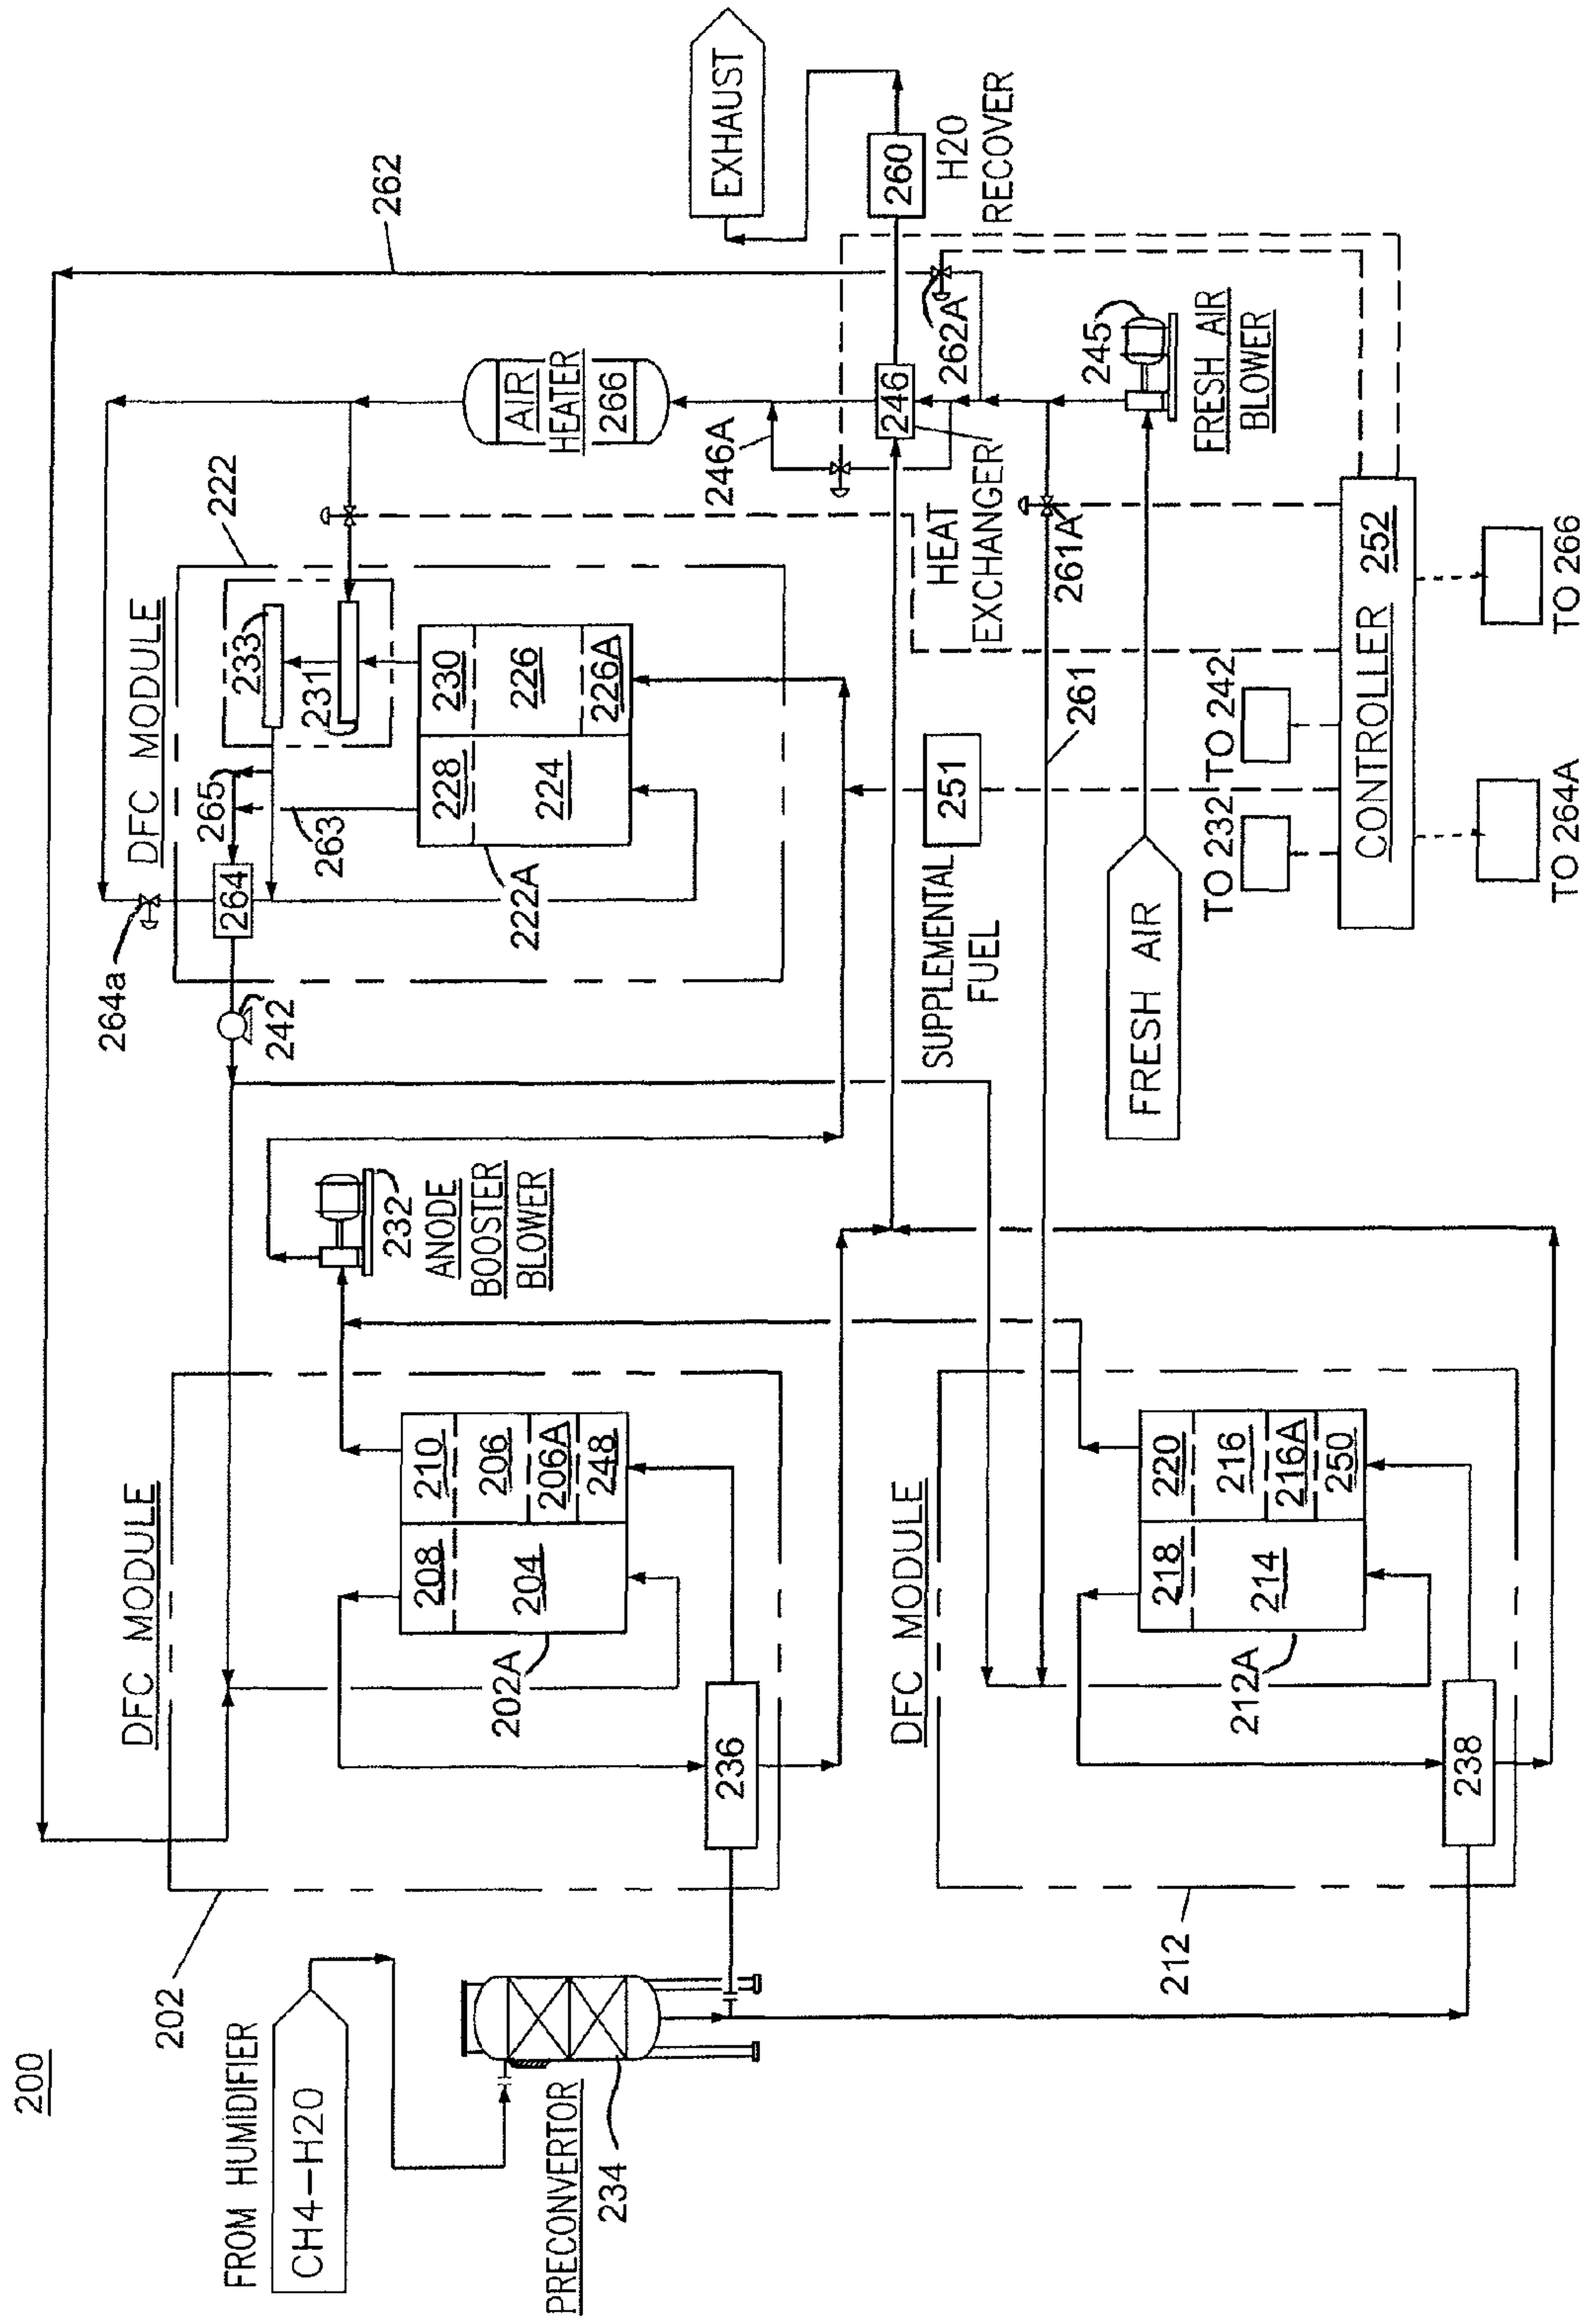 200
FROM HUMIDIFIER
CH4-H20
PRECONVERTOR
234
202
DFC MODULE
208
210
204
206
206A
248
202A
236
212
DFC MODULE
218
220
214
216
216A
250
212A
238
232
ANODE
BOOSTER
BLOWER
264a
242
DFC MODULE
222
265
264
263
233
231
228
230
224
226
226A
222A
SUPPLEMENTAL
FUEL
251
262
AIR
HEATER
266
246A
246
HEAT
EXCHANGER
262A
EXHAUST
260
H20
RECOVER
261
261A
245
FRESH AIR
BLOWER
FRESH AIR
TO 232
TO 242
CONTROLLER 252
TO 264A
TO 266